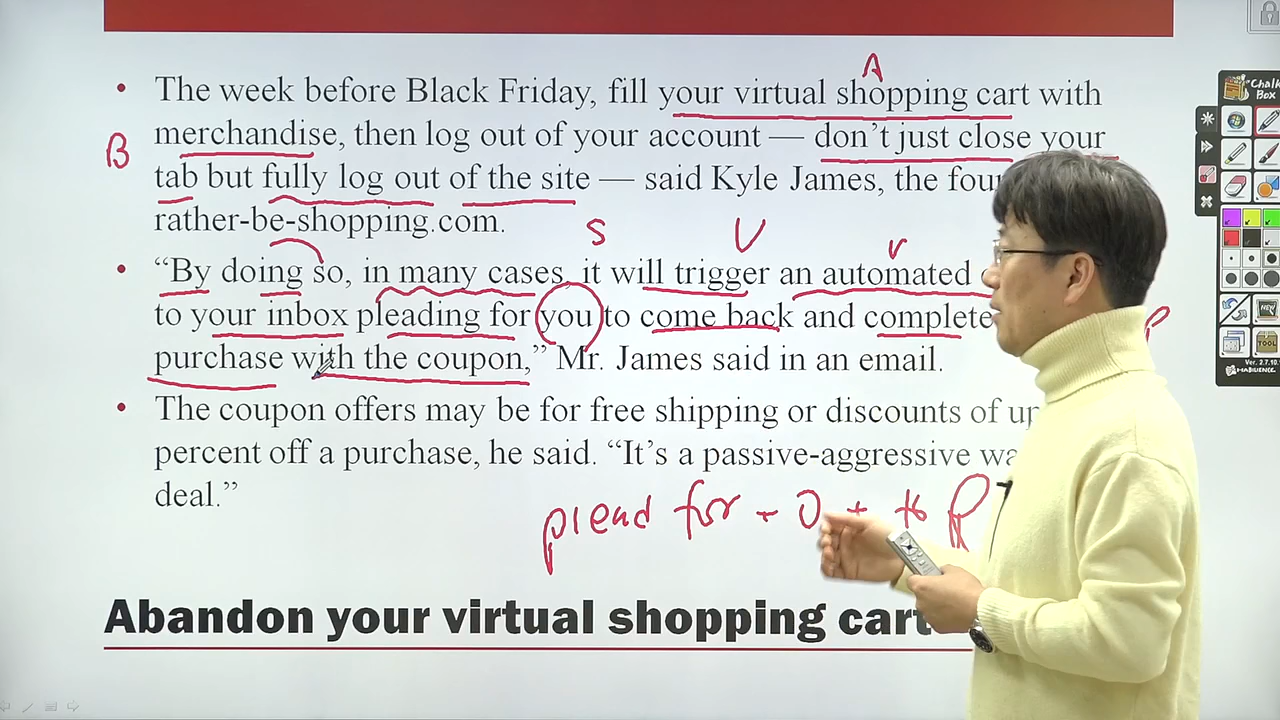 A
• The week before Black Friday, fill your virtual shopping cart with
B merchandise, then log out of your account — don't just close your
tab but fully log out of the site — said Kyle James, the four
rather-be-shopping.com.
S V r
• “By doing so, in many cases, it will trigger an automated
to your inbox pleading for you to come back and complete
purchase with the coupon,” Mr. James said in an email.
• The coupon offers may be for free shipping or discounts of up
percent off a purchase, he said. “It's a passive-aggressive wa
deal.”
plead for + O + to
Abandon your virtual shopping cart
Chalk
Box
TOOL
Ver. 2.7.10